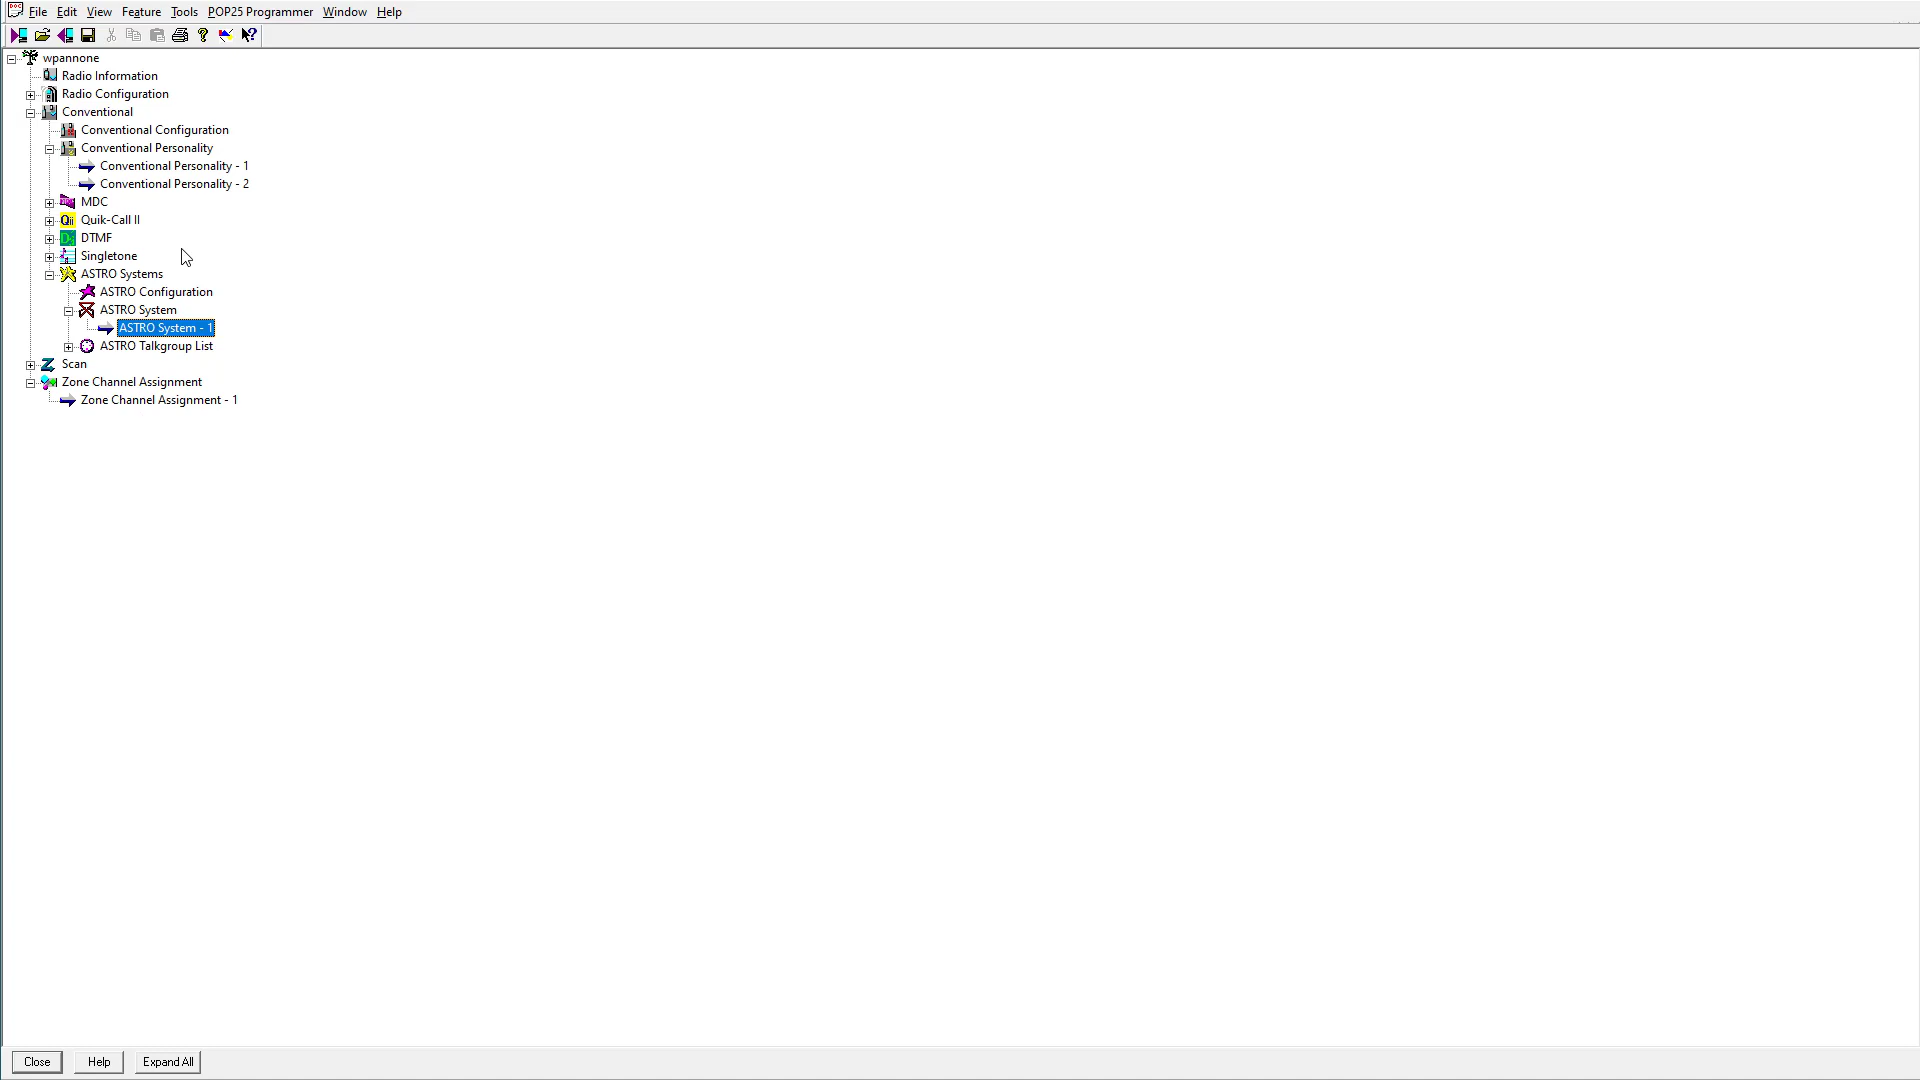 File Edit View Feature Tools POP25 Programmer Window Help
wpannone
Radio Information
Radio Configuration
Conventional
Conventional Configuration
Conventional Personality
Conventional Personality - 1
Conventional Personality - 2
MDC
Quik-Call II
DTMF
Singletone
ASTRO Systems
ASTRO Configuration
ASTRO System
ASTRO System - 1
ASTRO Talkgroup List
Scan
Zone Channel Assignment
Zone Channel Assignment - 1
Close Help Expand All